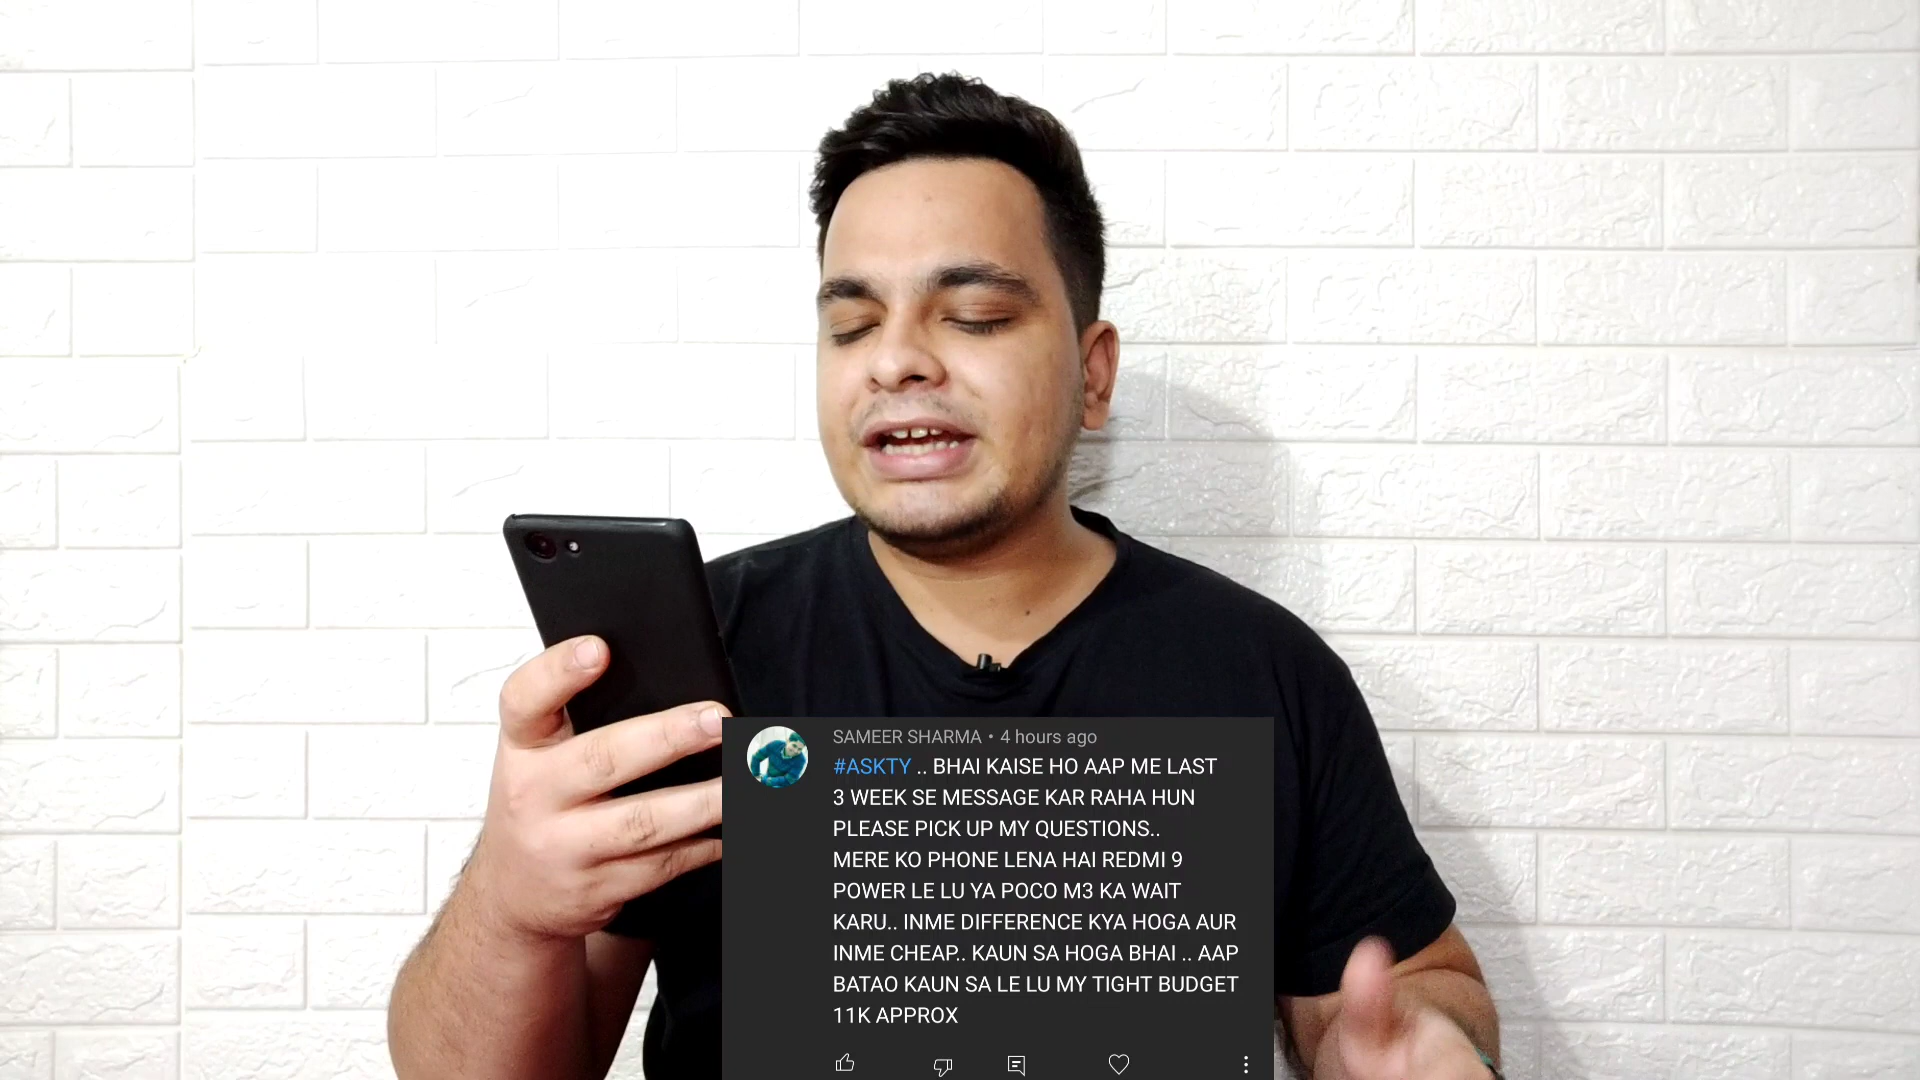 SAMEER SHARMA • 4 hours ago
#ASKTY .. BHAI KAISE HO AAP ME LAST
3 WEEK SE MESSAGE KAR RAHA HUN
PLEASE PICK UP MY QUESTIONS..
MERE KO PHONE LENA HAI REDMI 9
POWER LE LU YA POCO M3 KA WAIT
KARU.. INME DIFFERENCE KYA HOGA AUR
INME CHEAP.. KAUN SA HOGA BHAI .. AAP
BATAO KAUN SA LE LU MY TIGHT BUDGET
11K APPROX